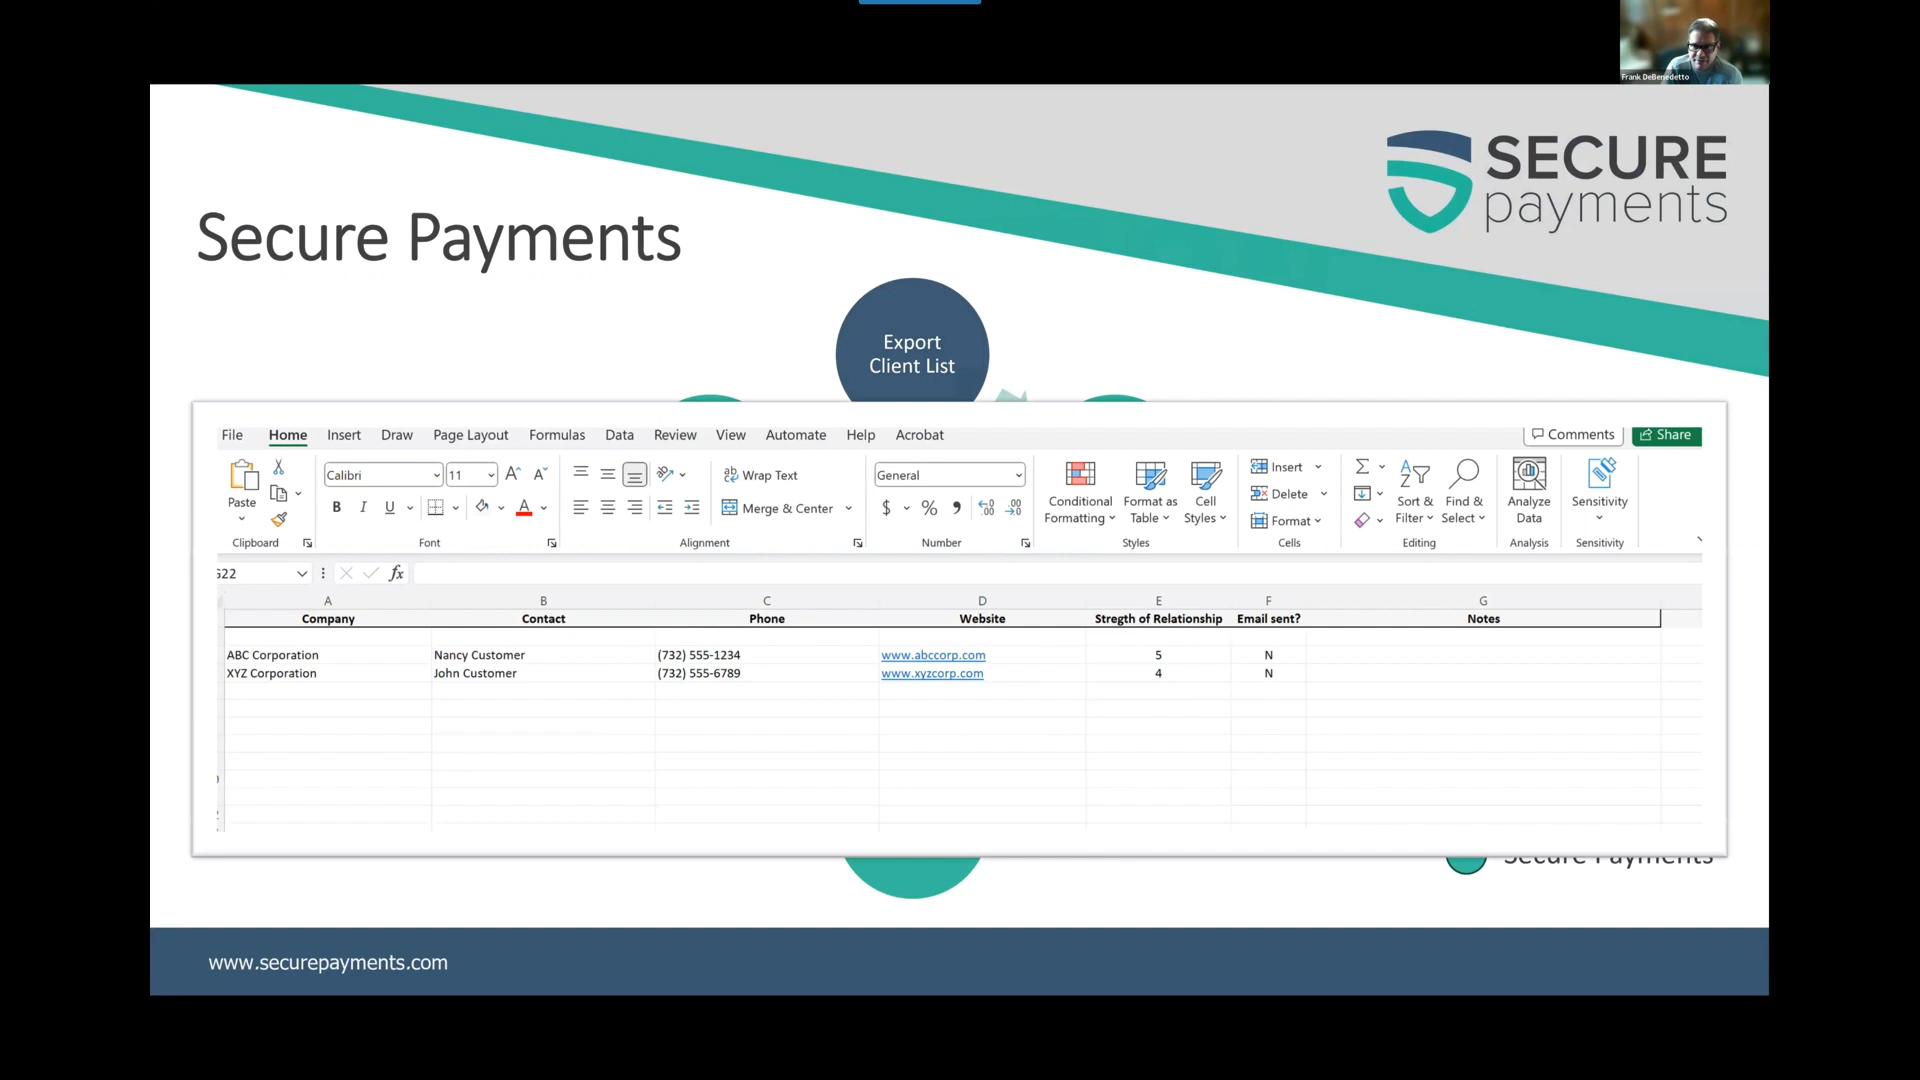 Frank DeBenedetto
SECURE
payments
Secure Payments
Export
Client List
File Home Insert Draw Page Layout Formulas Data Review View Automate Help Acrobat Comments Share
Calibri 11 Wrap Text General Insert
Paste Conditional Format as Cell Delete Sort & Find & Analyze Sensitivity
B I U A Merge & Center $ % Formatting Table Styles Format Filter Select Data
Clipboard Font Alignment Number Styles Cells Editing Analysis Sensitivity
G22 fx
A B C D E F G
Company Contact Phone Website Stregth of Relationship Email sent? Notes
ABC Corporation Nancy Customer (732) 555-1234 www.abccorp.com 5 N
XYZ Corporation John Customer (732) 555-6789 www.xyzcorp.com 4 N
Secure Payments
www.securepayments.com